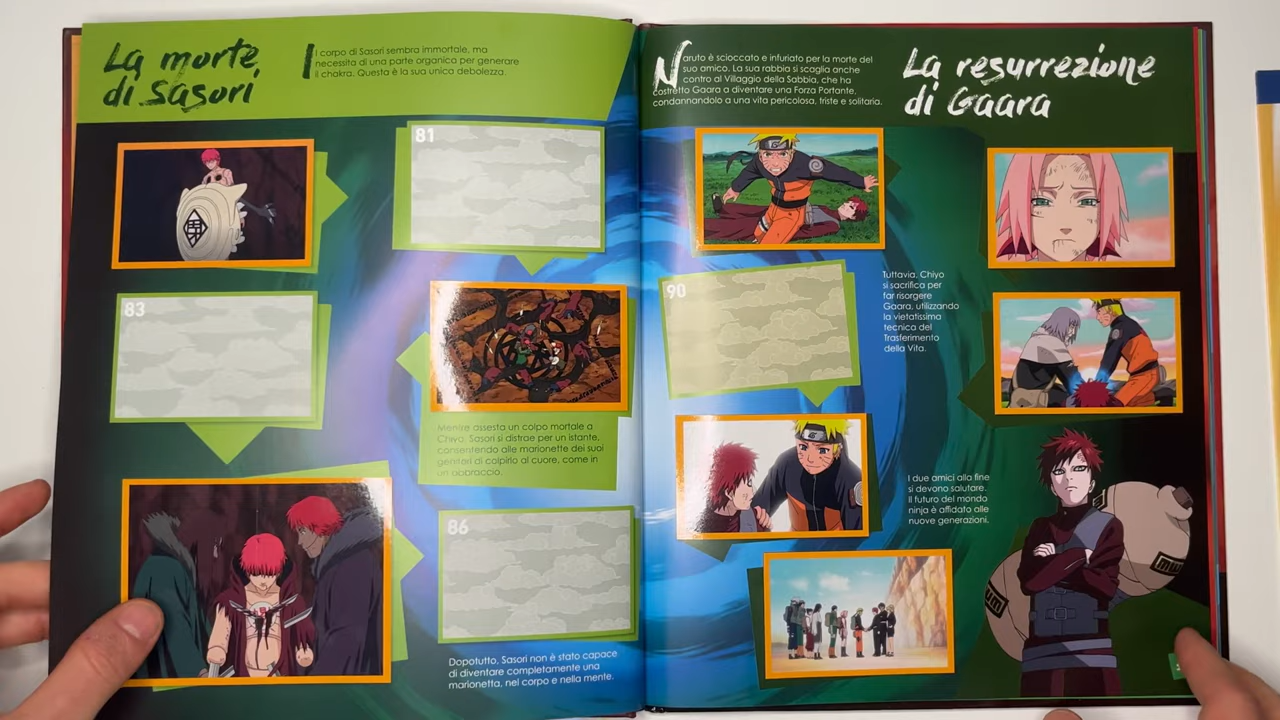 La morte
di Sasori
Il corpo di Sasori sembra immortale, ma
necessita di una parte organica per generare
il chakra. Questa è la sua unica debolezza.
81
83
Mentre assesta un colpo mortale a
Chiyo, Sasori si distrae per un istante,
consentendo alle marionette dei suoi
genitori di colpirlo al cuore, come in
un abbraccio.
86
Dopotutto, Sasori non è stato capace
di diventare completamente una
marionetta, nel corpo e nella mente.
Naruto è scioccato e infuriato per la morte del
suo amico. La sua rabbia si scaglia anche
contro al Villaggio della Sabbia, che ha
costretto Gaara a diventare una Forza Portante,
condannandolo a una vita pericolosa, triste e solitaria.
La resurrezione
di Gaara
90
Tuttavia, Chiyo
si sacrifica per
far risorgere
Gaara, utilizzando
la vietatissima
tecnica del
Trasferimento
della Vita.
I due amici alla fine
si devono salutare,
il futuro del mondo
ninja è affidato alle
nuove generazioni.